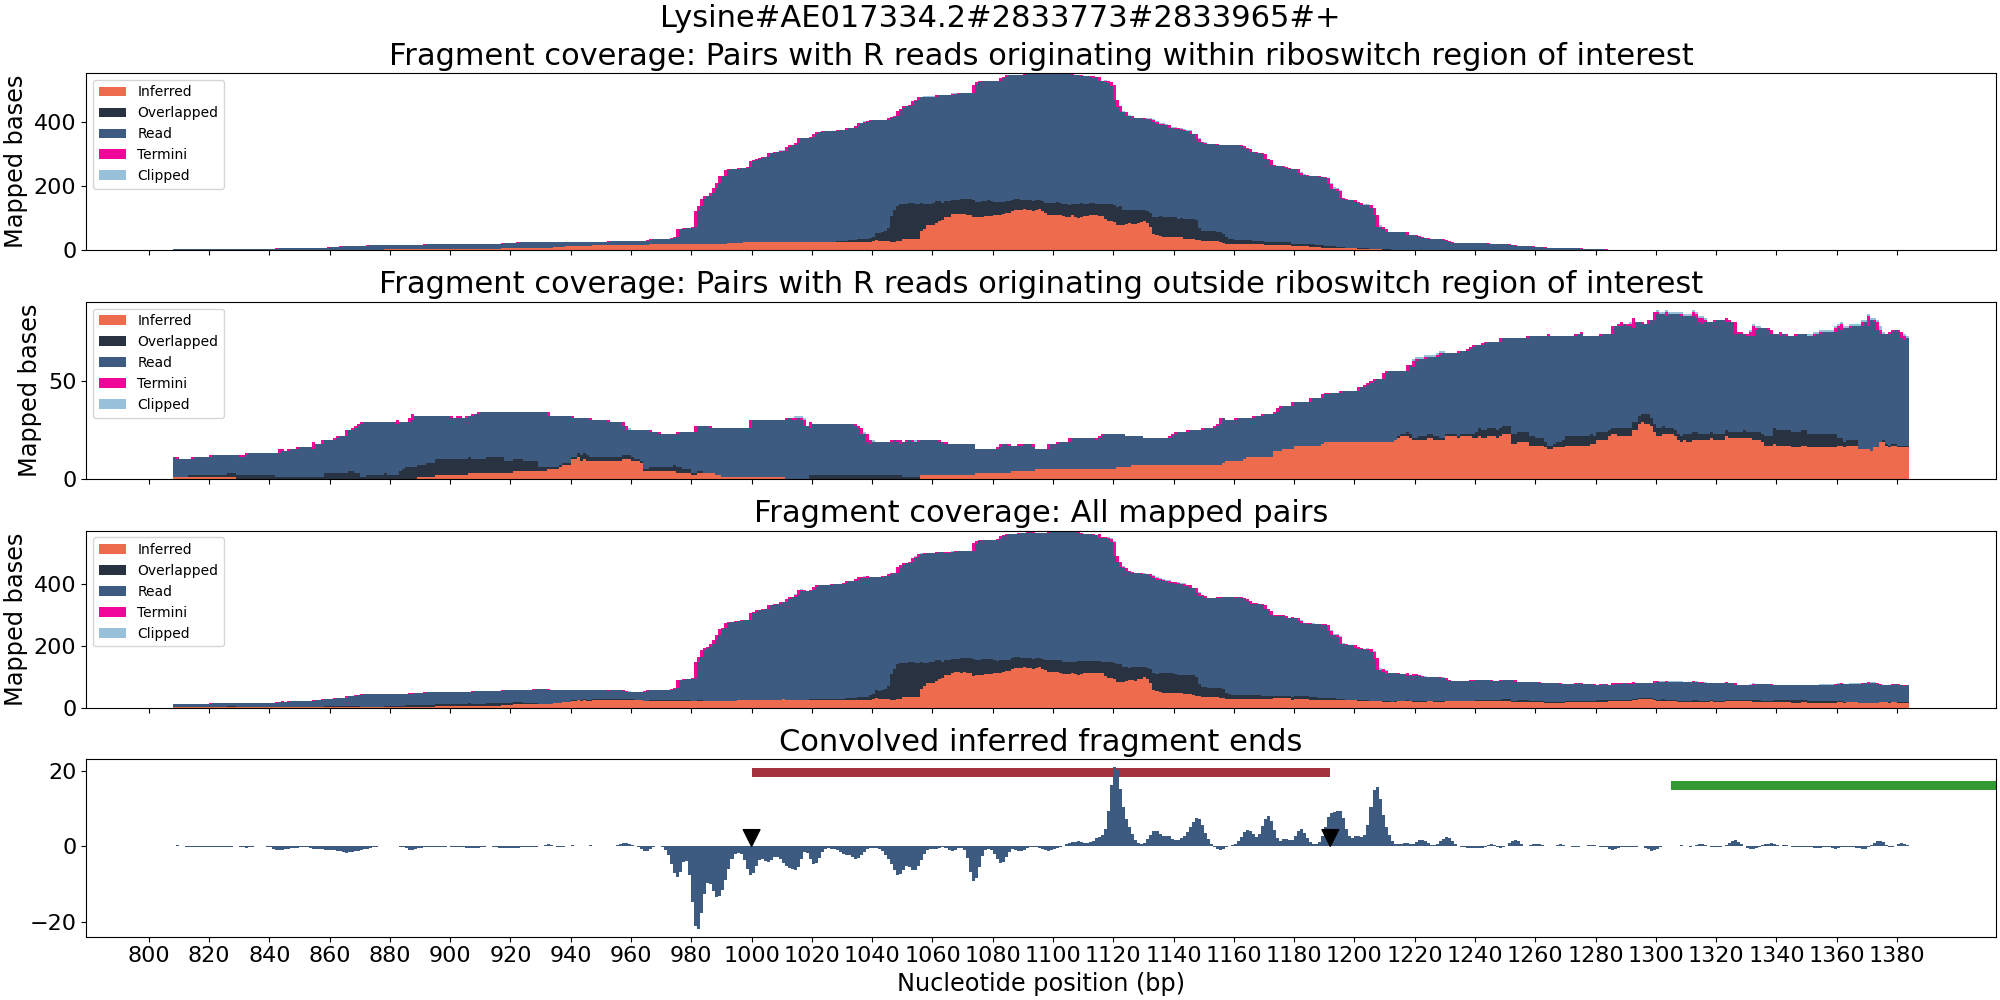 Lysine#AE017334.2#2833773#2833965#+
Fragment coverage: Pairs with R reads originating within riboswitch region of interest
Mapped bases
400
200
0
Inferred
Overlapped
Read
Termini
Clipped
Fragment coverage: Pairs with R reads originating outside riboswitch region of interest
Mapped bases
50
0
Inferred
Overlapped
Read
Termini
Clipped
Fragment coverage: All mapped pairs
Mapped bases
400
200
0
Inferred
Overlapped
Read
Termini
Clipped
Convolved inferred fragment ends
20
0
−20
800 820 840 860 880 900 920 940 960 980 1000 1020 1040 1060 1080 1100 1120 1140 1160 1180 1200 1220 1240 1260 1280 1300 1320 1340 1360 1380
Nucleotide position (bp)